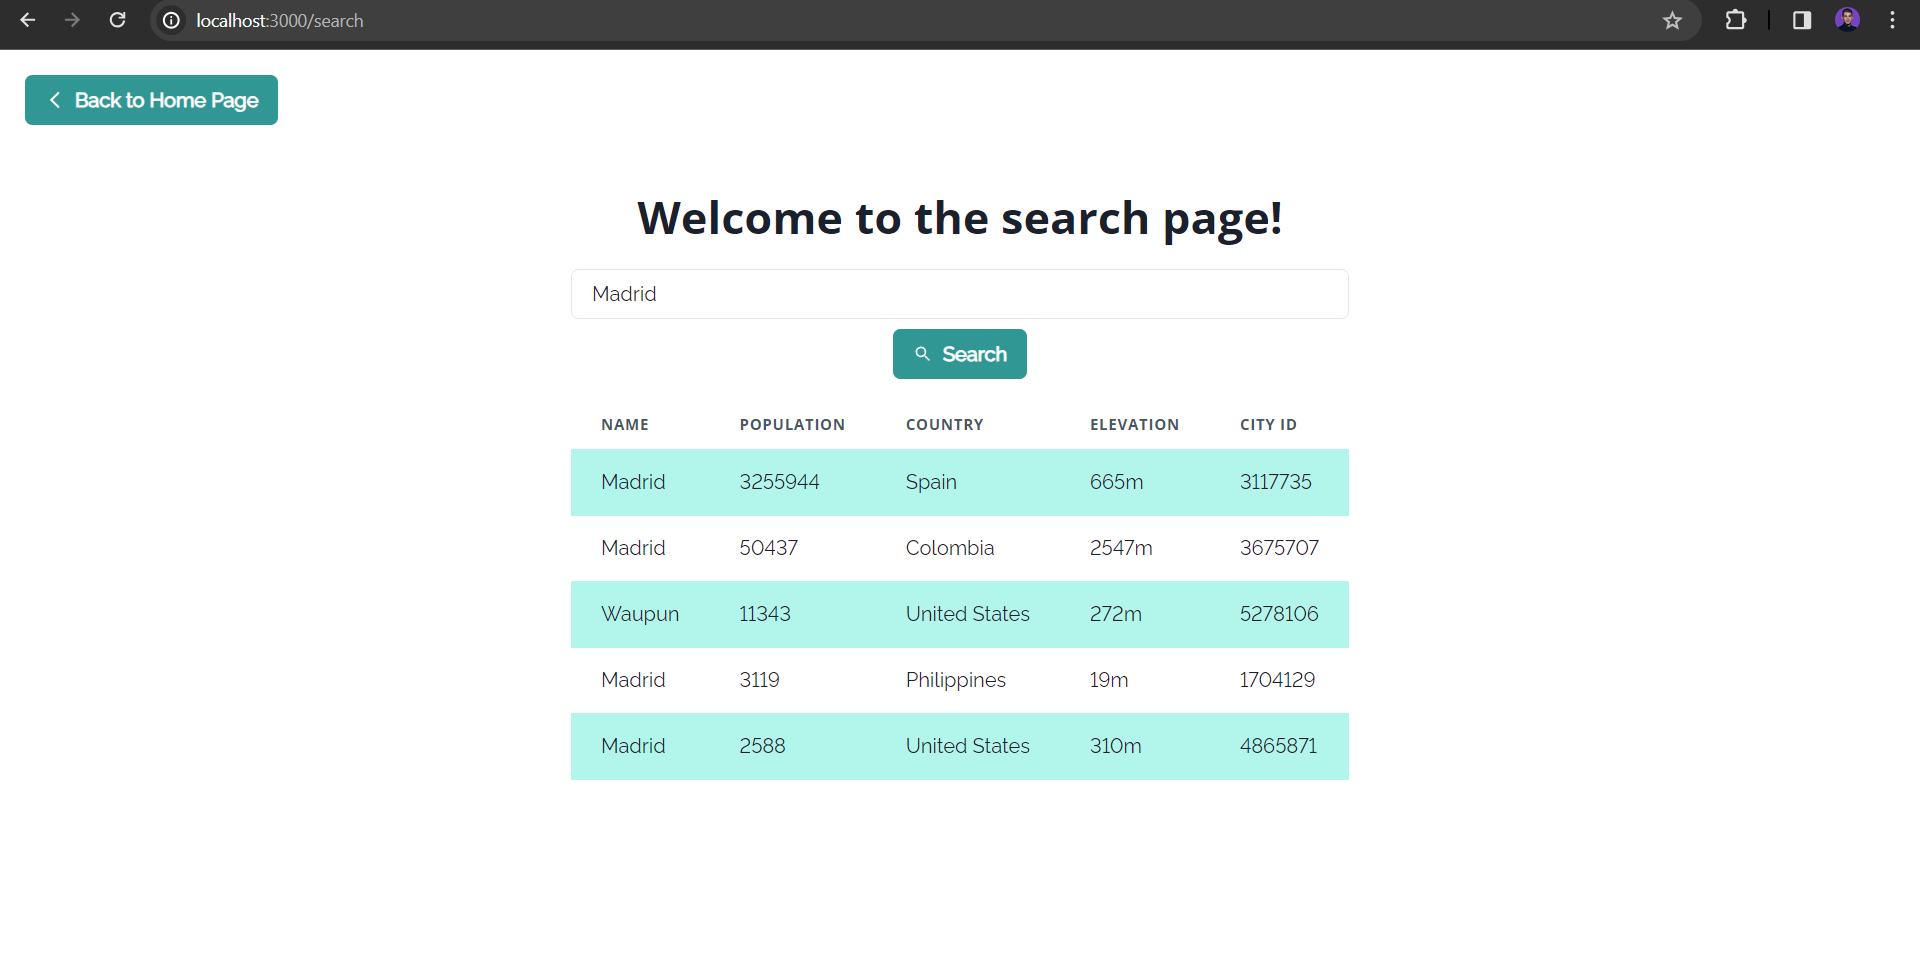 localhost:3000/search
Back to Home Page
Welcome to the search page!
Madrid
Search
NAME POPULATION COUNTRY ELEVATION CITY ID
Madrid 3255944 Spain 665m 3117735
Madrid 50437 Colombia 2547m 3675707
Waupun 11343 United States 272m 5278106
Madrid 3119 Philippines 19m 1704129
Madrid 2588 United States 310m 4865871